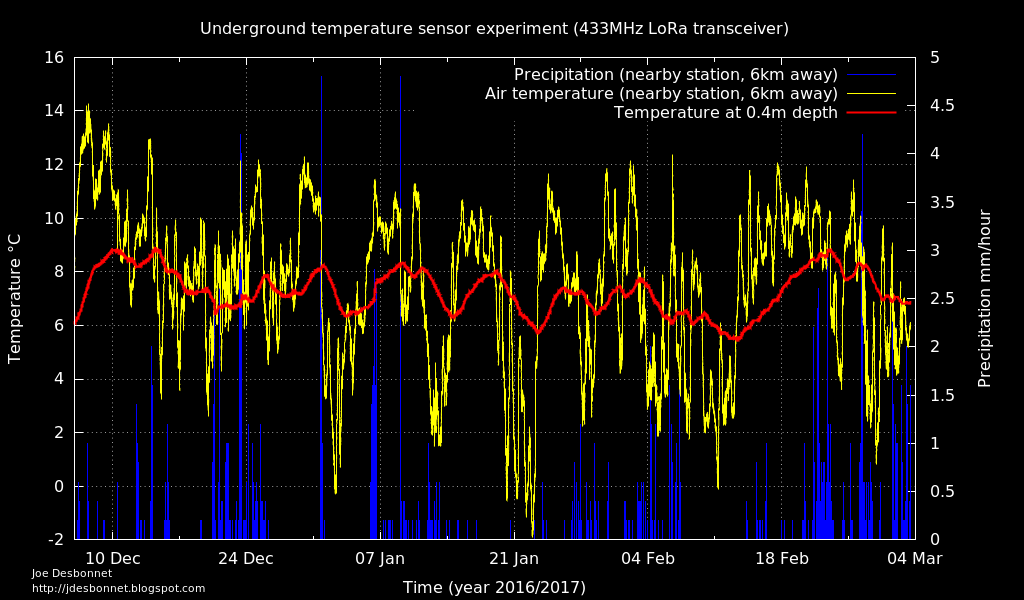 Underground temperature sensor experiment (433MHz LoRa transceiver)
Precipitation (nearby station, 6km away)
Air temperature (nearby station, 6km away)
Temperature at 0.4m depth
Temperature °C
16
14
12
10
8
6
4
2
0
-2
5
4.5
4
3.5
3
2.5
2
1.5
1
0.5
0
Precipitation mm/hour
10 Dec 24 Dec 07 Jan 21 Jan 04 Feb 18 Feb 04 Mar
Time (year 2016/2017)
Joe Desbonnet
http://jdesbonnet.blogspot.com